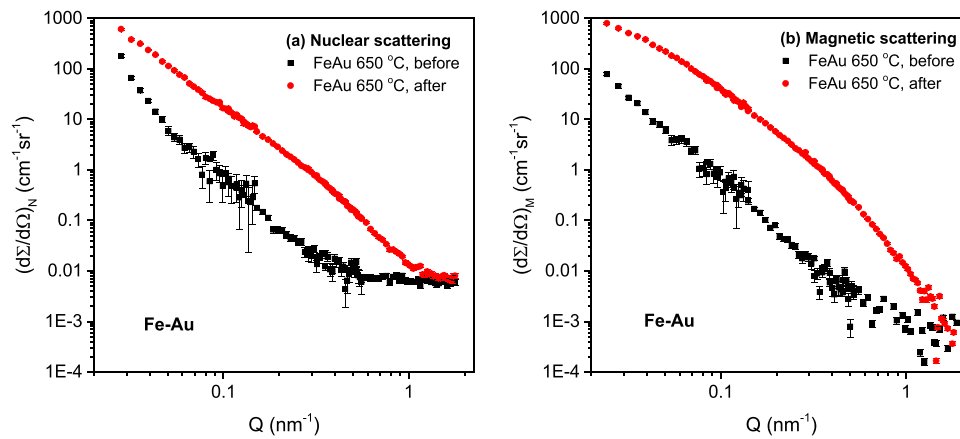 (a) Nuclear scattering
FeAu 650 °C, before
FeAu 650 °C, after
Fe-Au
1000
100
10
1
0.1
0.01
1E-3
1E-4
0.1
1
Q (nm⁻¹)
(dΣ/dΩ)N (cm⁻¹sr⁻¹)
(b) Magnetic scattering
FeAu 650 °C, before
FeAu 650 °C, after
Fe-Au
1000
100
10
1
0.1
0.01
1E-3
1E-4
0.1
1
Q (nm⁻¹)
(dΣ/dΩ)M (cm⁻¹sr⁻¹)